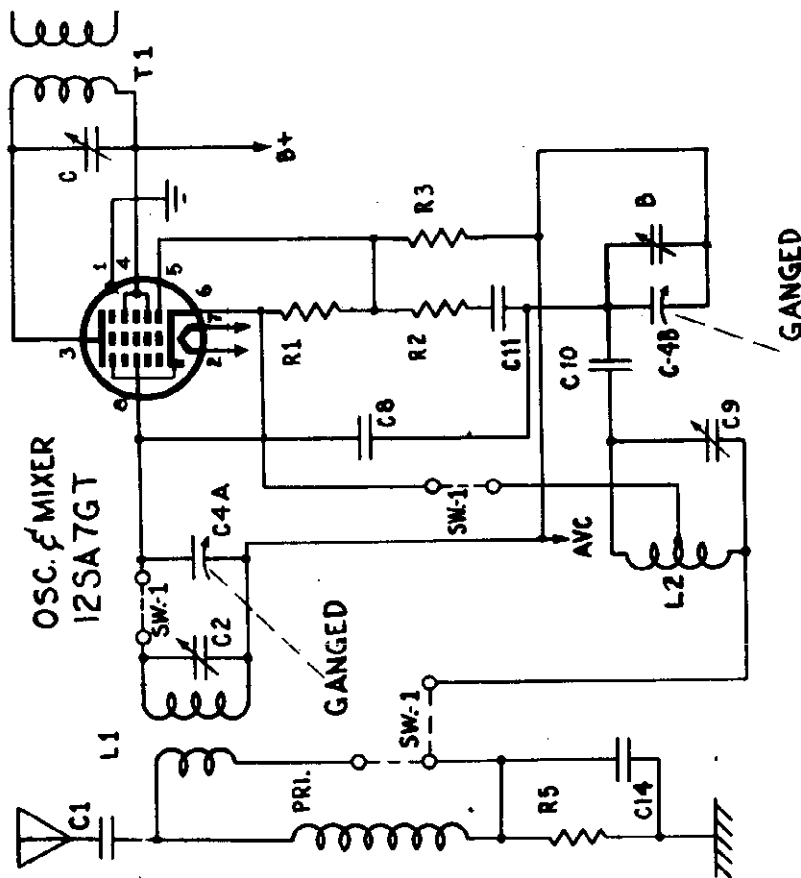 OSC. & MIXER
12SA7GT
T1
C
B+
1
4
5
6
7
2
3
8
R3
R1
R2
C11
C8
SW.-1
C4A
C2
GANGED
SW.-1
AVC
C10
C-4B
B
GANGED
C9
L2
L1
C1
PRI.
SW.-1
R5
C14